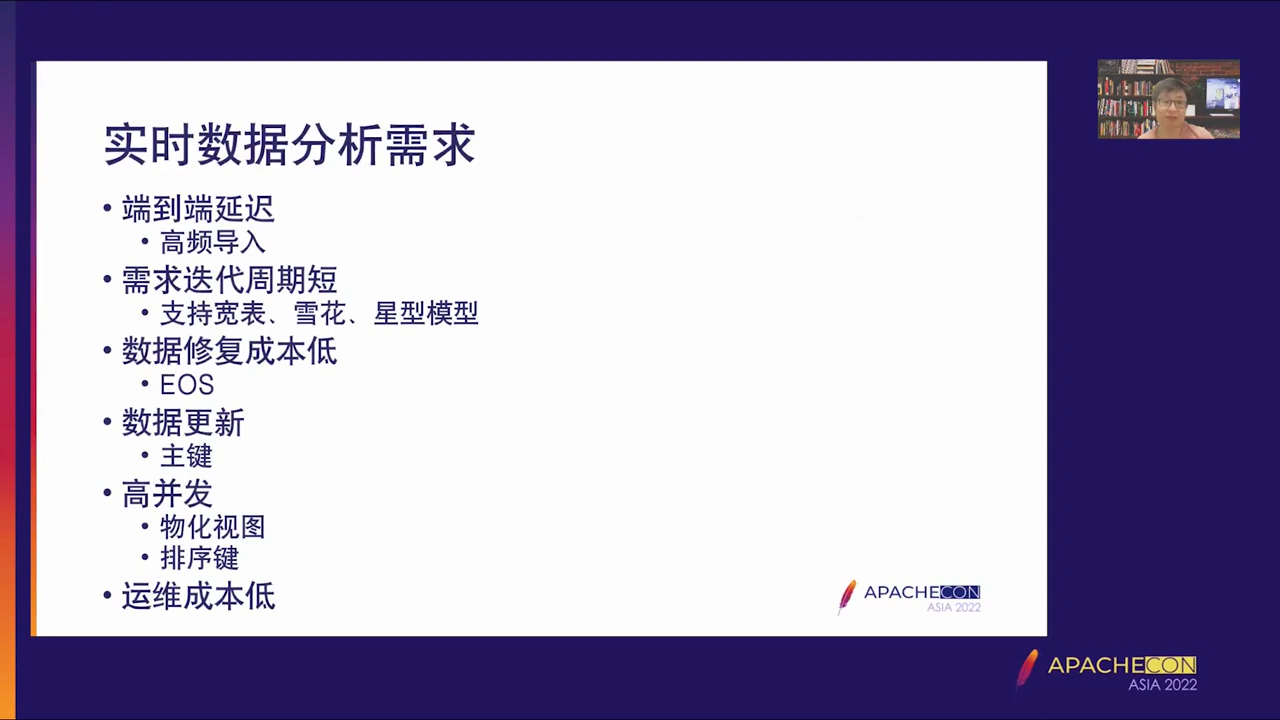 实时数据分析需求
• 端到端延迟
• 高频导入
• 需求迭代周期短
• 支持宽表、雪花、星型模型
• 数据修复成本低
• EOS
• 数据更新
• 主键
• 高并发
• 物化视图
• 排序键
• 运维成本低
APACHECON
ASIA 2022
APACHECON
ASIA 2022